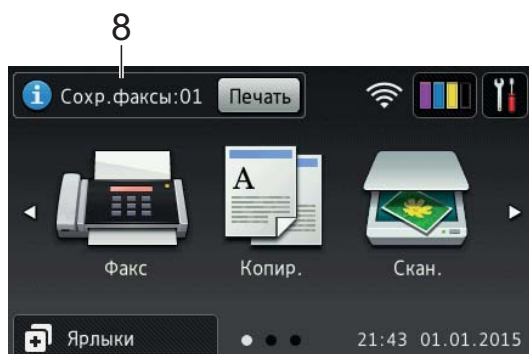 8
Сохр.факсы:01 Печать
A
Факс Копир. Скан.
Ярлыки 21:43 01.01.2015